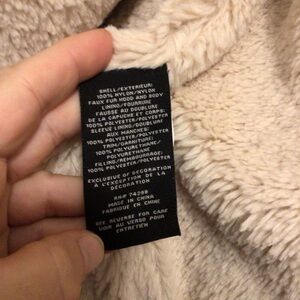 SHELL/EXTERIEUR:
100% NYLON/NYLON
FAUX FUR HOOD AND BODY
LINING/FOURRURE
FAUSSE AU DOUBLURE
DE LA CAPUCHE ET CORPS:
100% POLYESTER/POLYESTER
SLEEVE LINING/DOUBLURE
AUX MANCHES:
100% POLYESTER/POLYESTER
TRIM/GARNITURE:
100% POLYURETHANE/
POLYURETHANE
FILLING/REMBOURRAGE:
100% POLYESTER/POLYESTER
EXCLUSIVE OF DECORATION
A L'EXCEPTION DE LA
DÉCORATION
RN# 74289
MADE IN CHINA
FABRIQUE EN CHINE
SEE REVERSE FOR CARE
VOIR AU VERSO POUR
ENTRETIEN